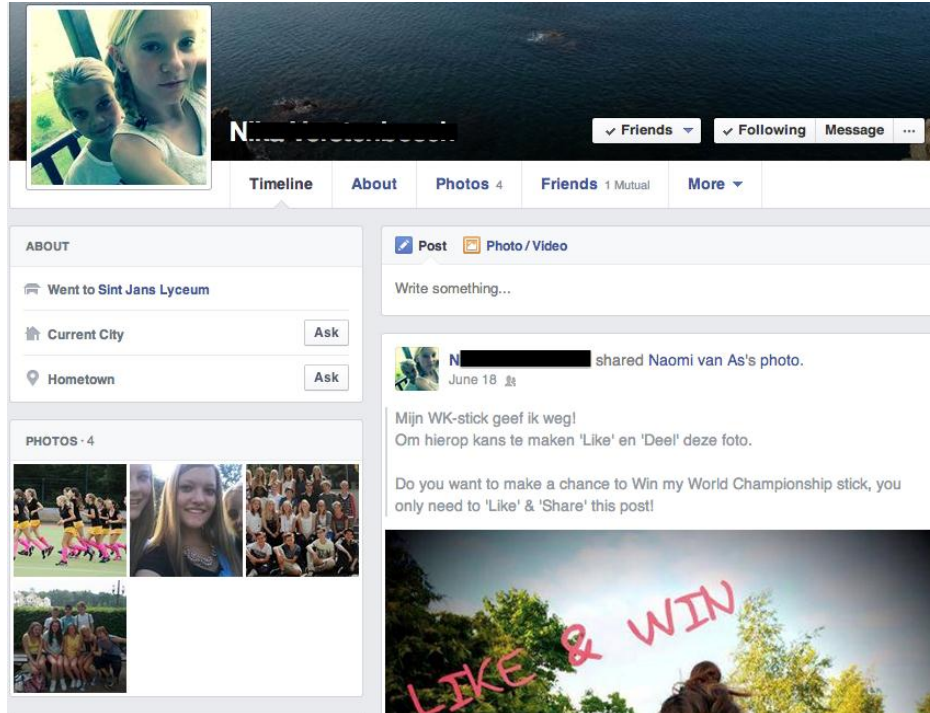 N
Friends
Following
Message
...
Timeline
About
Photos 4
Friends 1 Mutual
More
ABOUT
Went to Sint Jans Lyceum
Current City
Ask
Hometown
Ask
PHOTOS · 4
Post
Photo / Video
Write something...
N shared Naomi van As's photo.
June 18
Mijn WK-stick geef ik weg!
Om hierop kans te maken 'Like' en 'Deel' deze foto.
Do you want to make a chance to Win my World Championship stick, you
only need to 'Like' & 'Share' this post!
LIKE & WIN